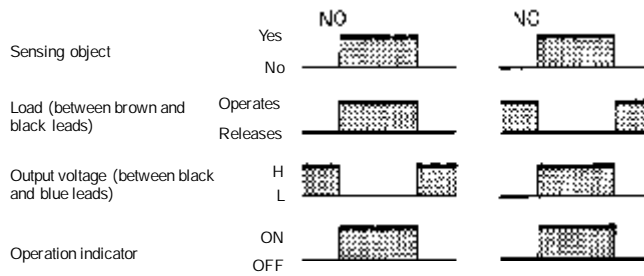 NO NC
Sensing object Yes
No
Load (between brown and
black leads) Operates
Releases
Output voltage (between black
and blue leads) H
L
Operation indicator ON
OFF